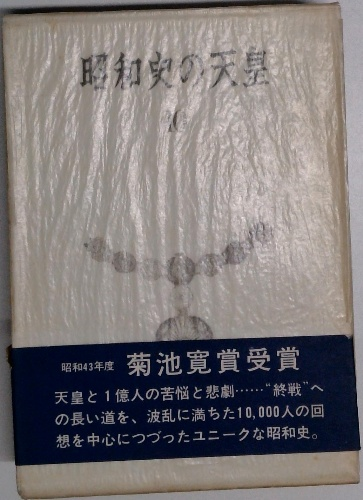 昭和史の天皇
昭和43年度 菊池寛賞受賞
天皇と1億人の苦悩と悲劇……“終戦”へ
の長い道を、波乱に満ちた10,000人の回
想を中心につづったユニークな昭和史。